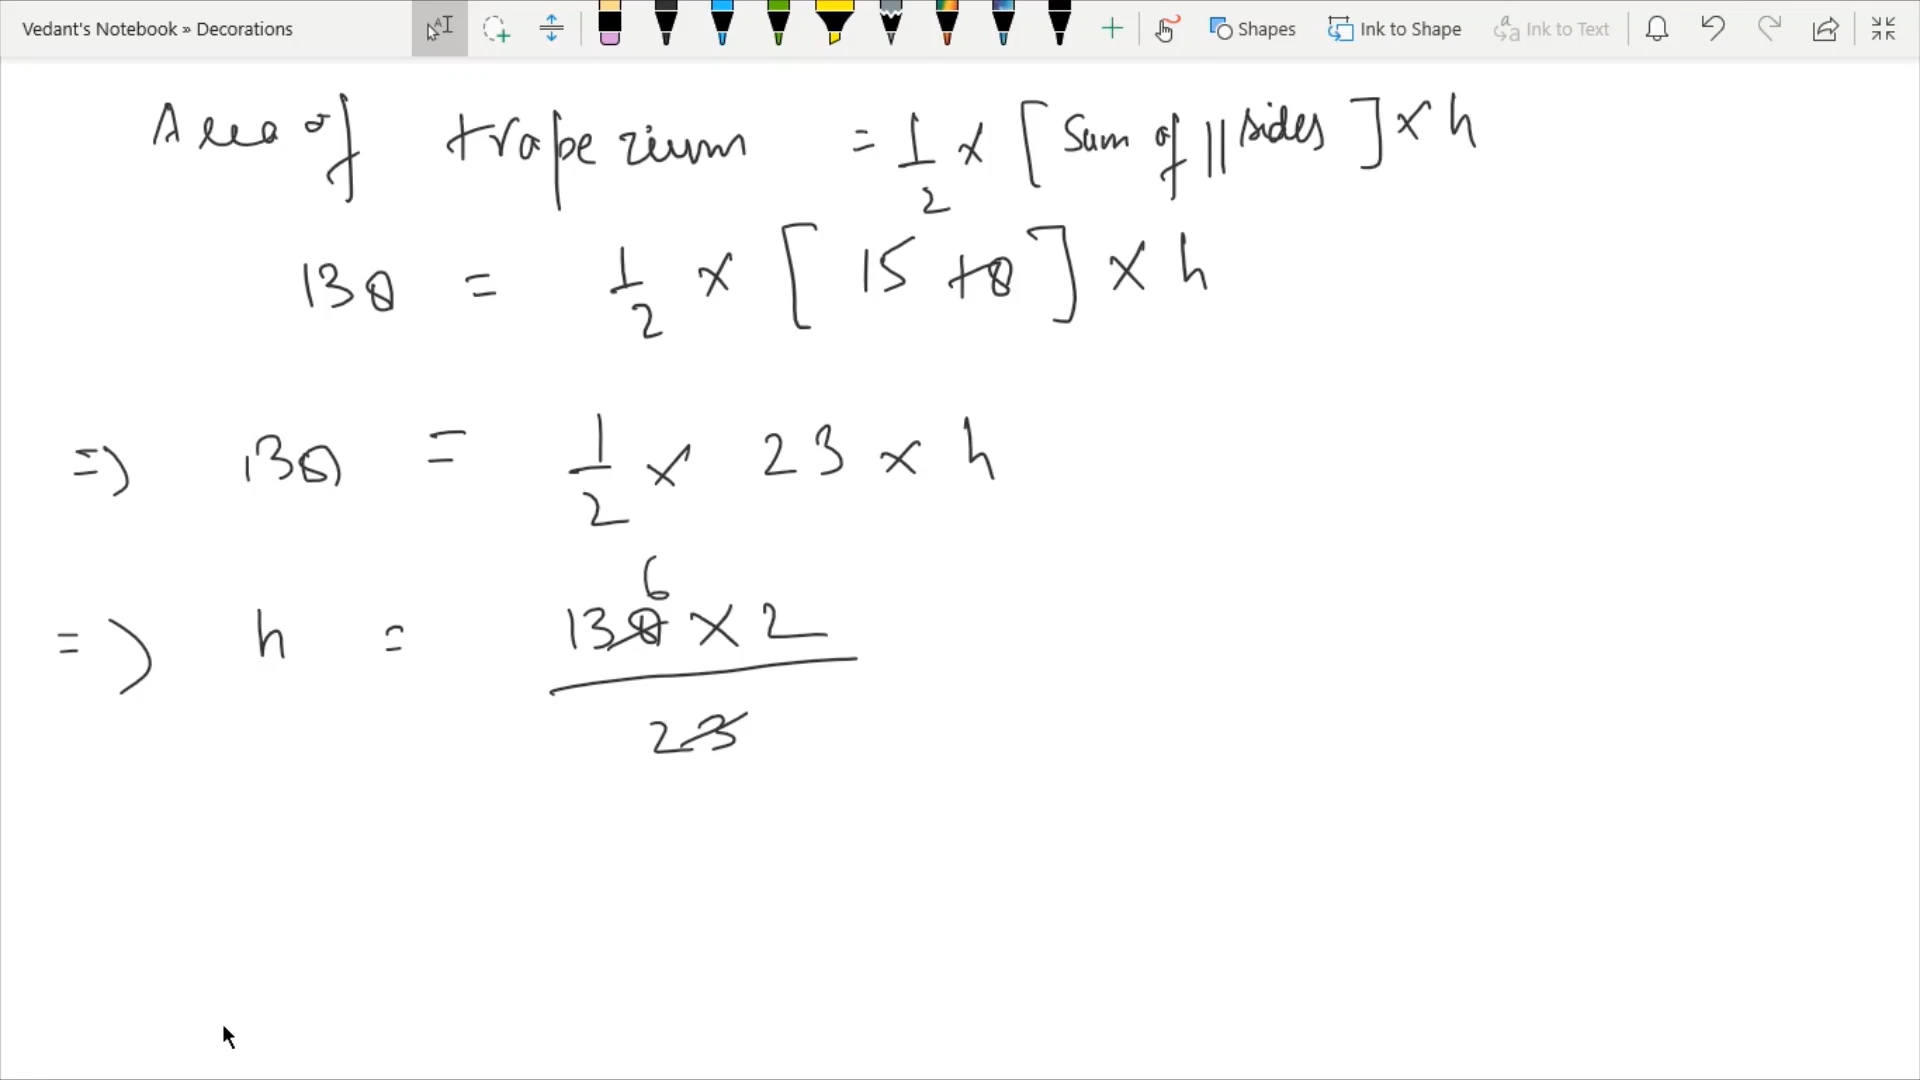 Vedant's Notebook » Decorations Shapes Ink to Shape Ink to Text
Area of trapezium = 1/2 × [Sum of || sides] × h
138 = 1/2 × [15 + 8] × h
=> 138 = 1/2 × 23 × h
6
=> h = 138 × 2
23